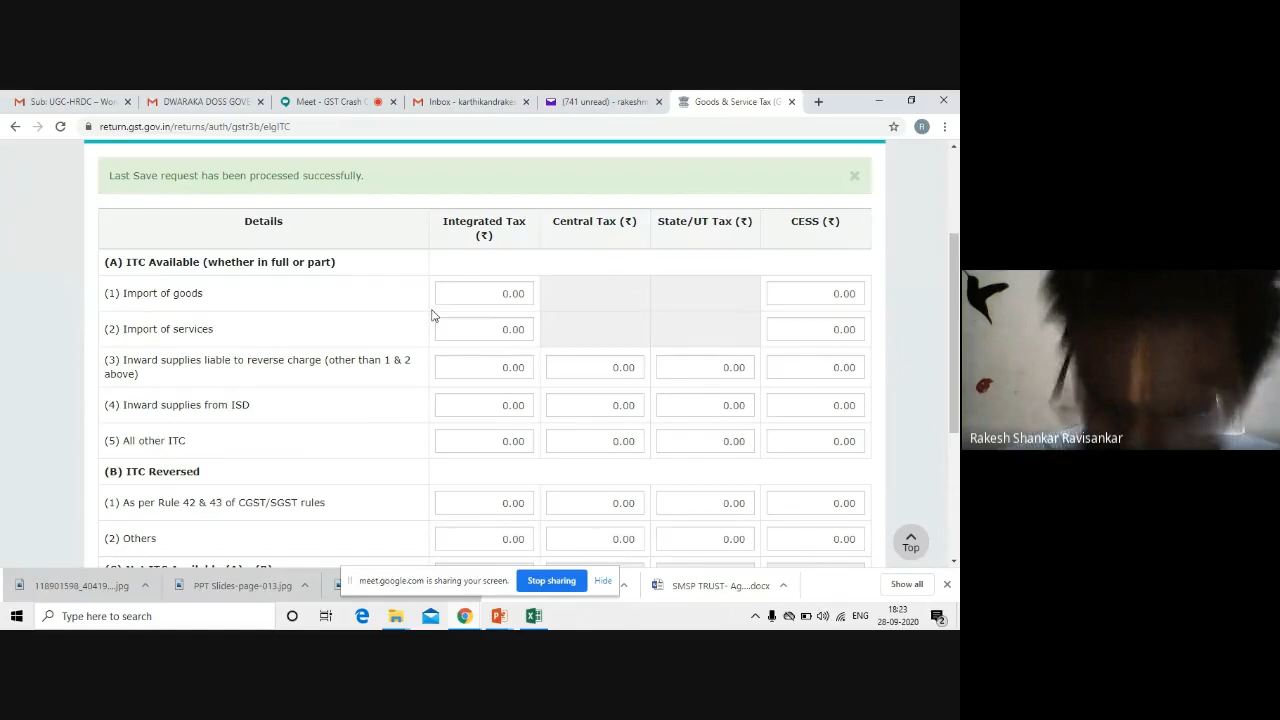 Sub: UGC-HRDC – Wor
DWARAKA DOSS GOVE
Meet - GST Crash C
Inbox - karthikandrakes
(741 unread) - rakeshm
Goods & Service Tax (G
return.gst.gov.in/returns/auth/gstr3b/elgITC
B
Last Save request has been processed successfully.
Details
Integrated Tax (₹)
Central Tax (₹)
State/UT Tax (₹)
CESS (₹)
(A) ITC Available (whether in full or part)
(1) Import of goods
0.00
0.00
(2) Import of services
0.00
0.00
(3) Inward supplies liable to reverse charge (other than 1 & 2
above)
0.00
0.00
0.00
0.00
(4) Inward supplies from ISD
0.00
0.00
0.00
0.00
(5) All other ITC
0.00
0.00
0.00
0.00
(B) ITC Reversed
(1) As per Rule 42 & 43 of CGST/SGST rules
0.00
0.00
0.00
0.00
(2) Others
0.00
0.00
0.00
0.00
Top
Rakesh Shankar Ravisankar
118901598_40419....jpg
PPT Slides-page-013.jpg
meet.google.com is sharing your screen.
Stop sharing
Hide
SMSP TRUST- Ag....docx
Show all
Type here to search
ENG
18:23
28-09-2020
2